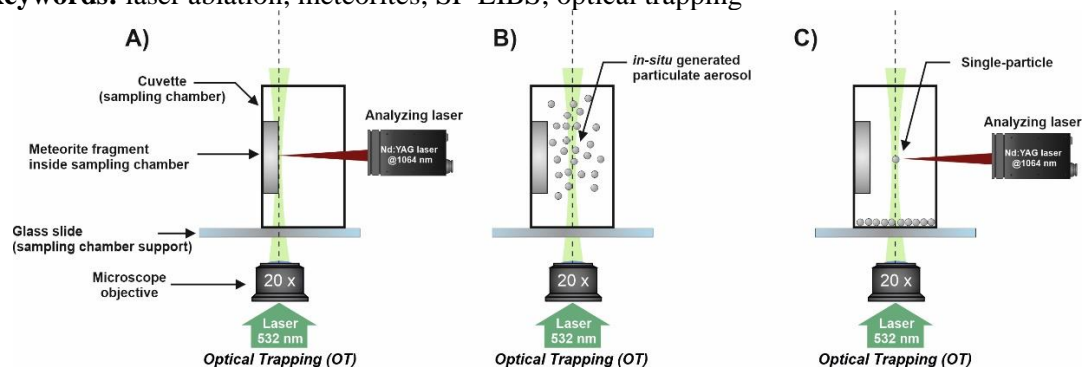 Keywords: laser ablation, meteorites, SP-LIBS, optical trapping
A)
Cuvette
(sampling chamber)
Meteorite fragment
inside sampling chamber
Glass slide
(sampling chamber support)
Microscope
objective
Analyzing laser
Nd:YAG laser
@1064 nm
20 x
Laser
532 nm
Optical Trapping (OT)
B)
in-situ generated
particulate aerosol
20 x
Laser
532 nm
Optical Trapping (OT)
C)
Single-particle
Analyzing laser
Nd:YAG laser
@1064 nm
20 x
Laser
532 nm
Optical Trapping (OT)